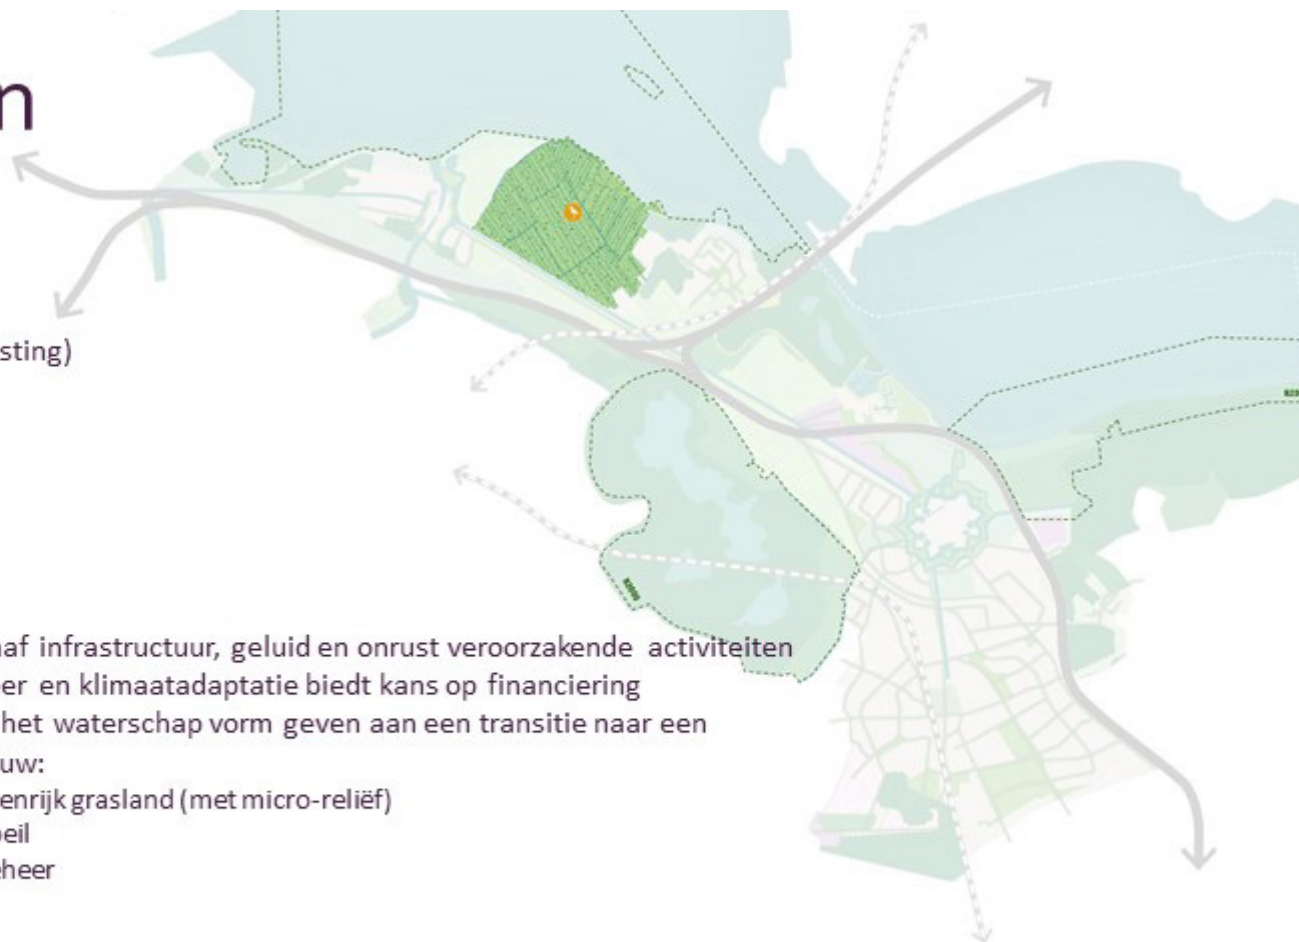 n
sting)
af infrastructuur, geluid en onrust veroorzakende activiteiten
er en klimaatadaptatie biedt kans op financiering
het waterschap vorm geven aan een transitie naar een
uw:
enrijk grasland (met micro-reliëf)
eil
heer